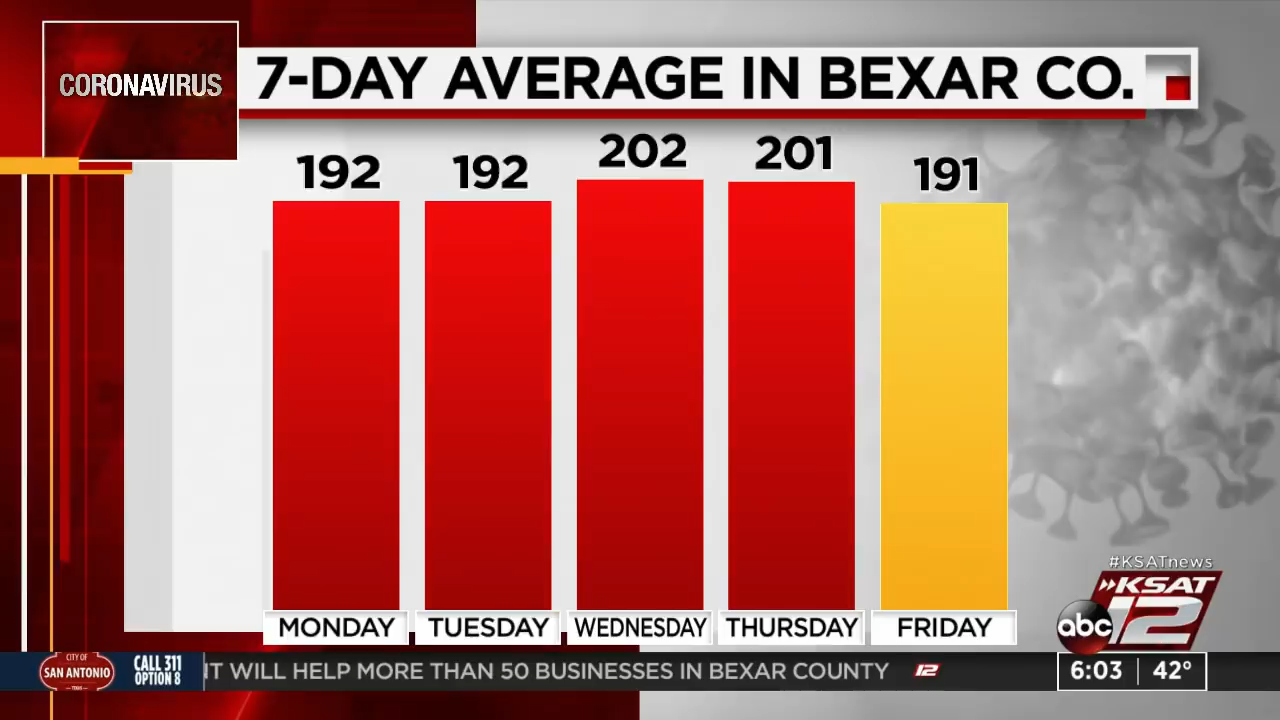 CORONAVIRUS
7-DAY AVERAGE IN BEXAR CO.
192
192
202
201
191
MONDAY
TUESDAY
WEDNESDAY
THURSDAY
FRIDAY
#KSATnews
KSAT
abc 12
CITY OF
SAN ANTONIO
TEXAS
CALL 311
OPTION 8
IT WILL HELP MORE THAN 50 BUSINESSES IN BEXAR COUNTY
12
6:03
42°